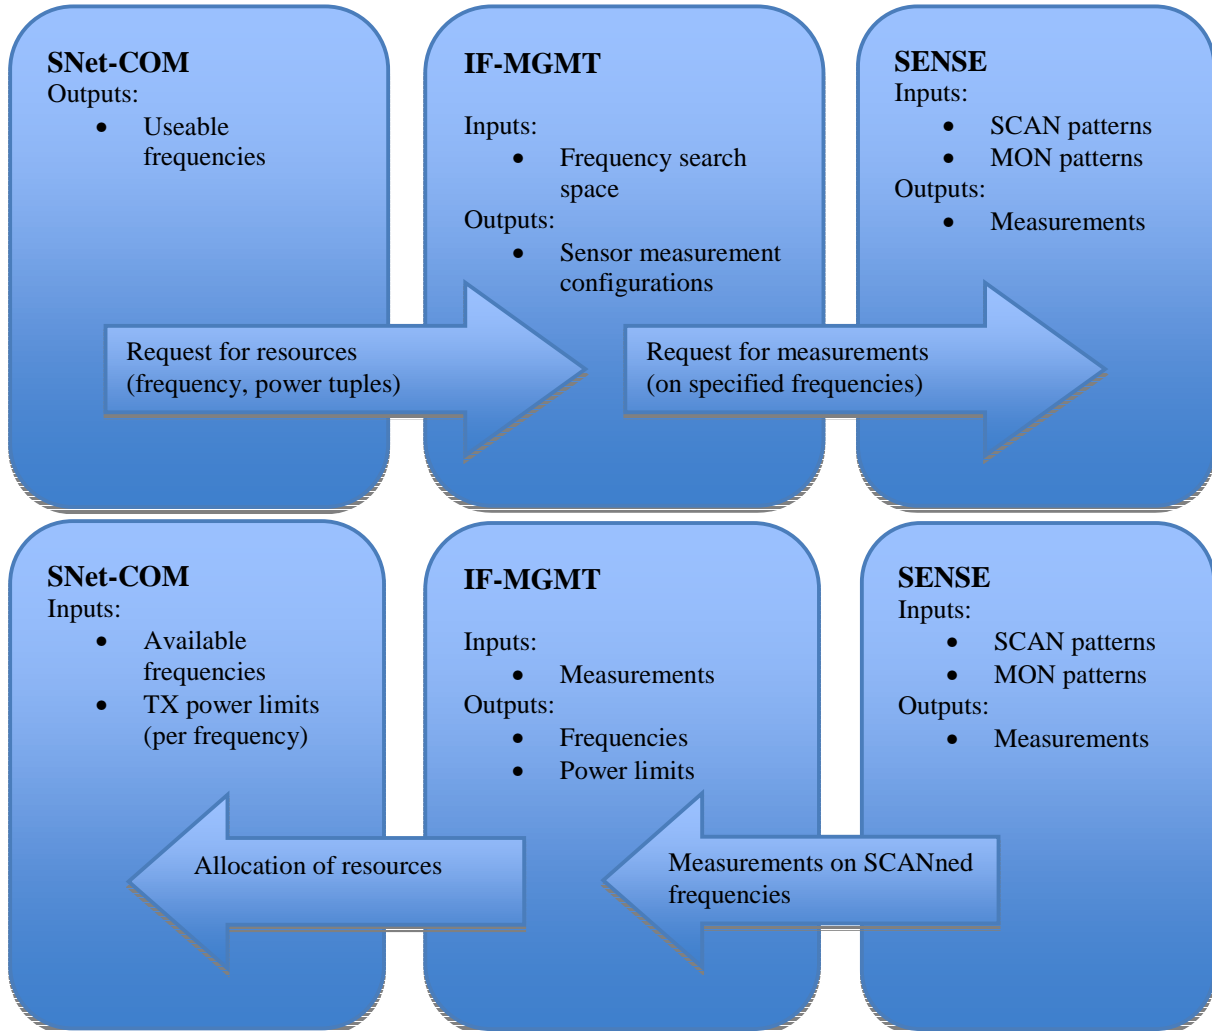 SNet-COM
Outputs:
• Useable
frequencies
IF-MGMT
Inputs:
• Frequency search
space
Outputs:
• Sensor measurement
configurations
SENSE
Inputs:
• SCAN patterns
• MON patterns
Outputs:
• Measurements
Request for resources
(frequency, power tuples)
Request for measurements
(on specified frequencies)
SNet-COM
Inputs:
• Available
frequencies
• TX power limits
(per frequency)
IF-MGMT
Inputs:
• Measurements
Outputs:
• Frequencies
• Power limits
SENSE
Inputs:
• SCAN patterns
• MON patterns
Outputs:
• Measurements
Allocation of resources
Measurements on SCANned
frequencies